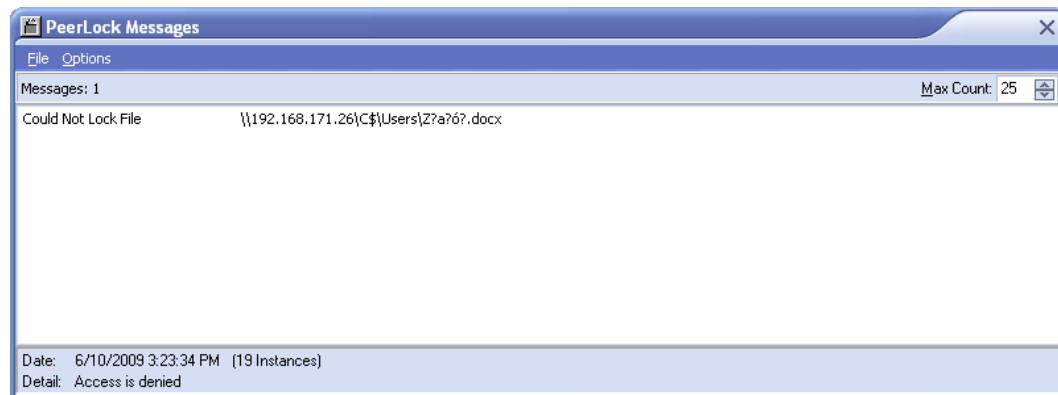 PeerLock Messages
File Options
Messages: 1 Max Count: 25
Could Not Lock File \\192.168.171.26\C$\Users\Z?a?ó?.docx
Date: 6/10/2009 3:23:34 PM (19 Instances)
Detail: Access is denied